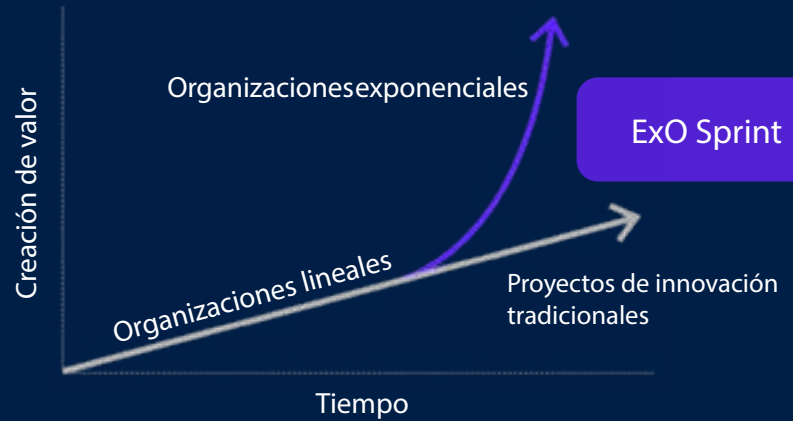 Organizacionesexponenciales
ExO Sprint
Creación de valor
Organizaciones lineales
Proyectos de innovación
tradicionales
Tiempo